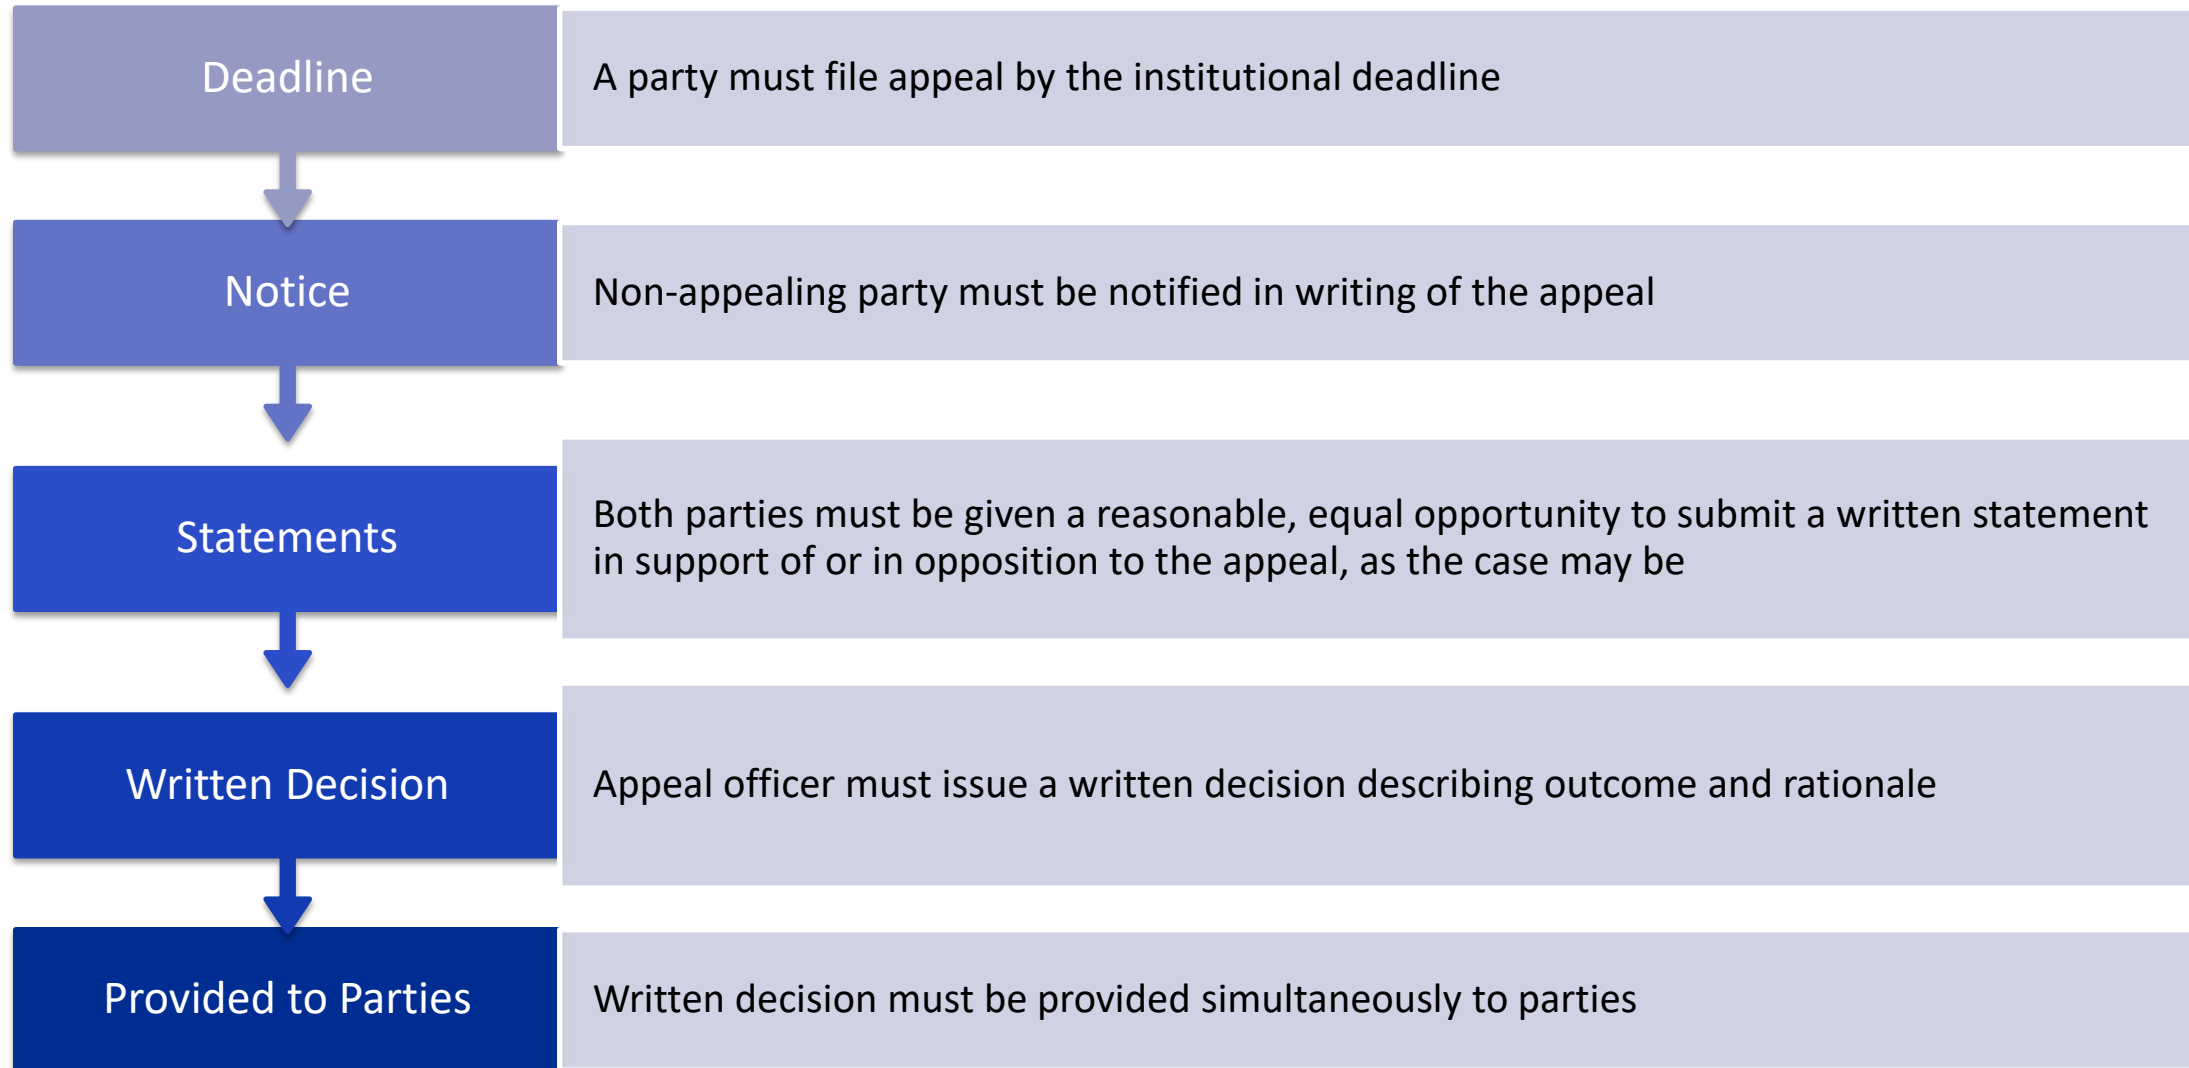 Deadline
A party must file appeal by the institutional deadline
Notice
Non-appealing party must be notified in writing of the appeal
Statements
Both parties must be given a reasonable, equal opportunity to submit a written statement
in support of or in opposition to the appeal, as the case may be
Written Decision
Appeal officer must issue a written decision describing outcome and rationale
Provided to Parties
Written decision must be provided simultaneously to parties